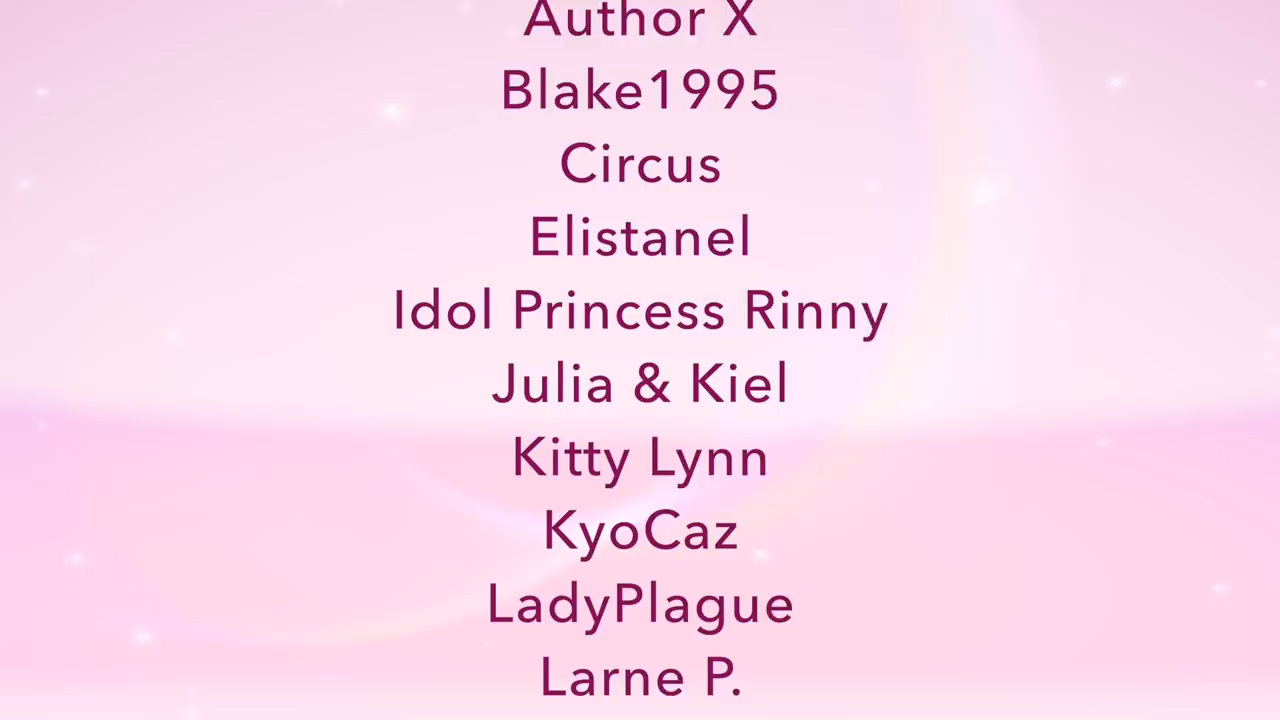 Author X
Blake1995
Circus
Elistanel
Idol Princess Rinny
Julia & Kiel
Kitty Lynn
KyoCaz
LadyPlague
Larne P.